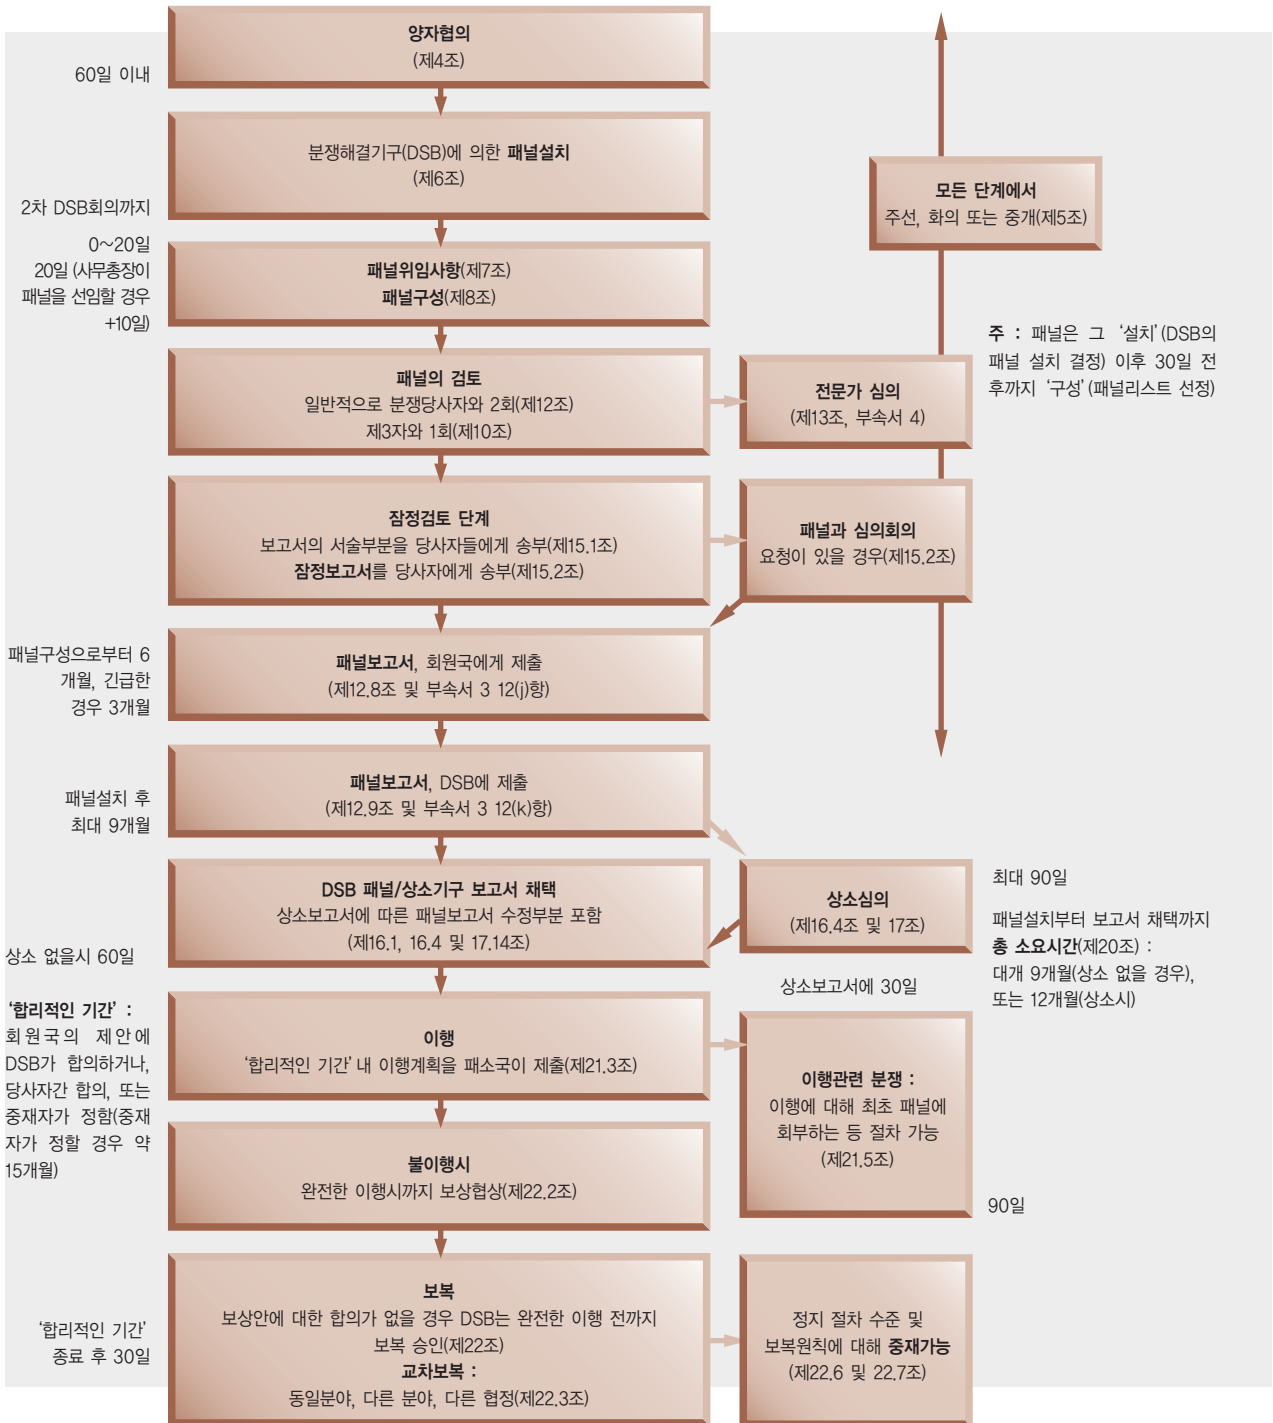 양자협의
(제4조)
60일 이내
분쟁해결기구(DSB)에 의한 패널설치
(제6조)
2차 DSB회의까지
모든 단계에서
주선, 화의 또는 중개(제5조)
0~20일
20일 (사무총장이
패널을 선임할 경우
+10일)
패널위임사항(제7조)
패널구성(제8조)
주 : 패널은 그 ‘설치’(DSB의
패널 설치 결정) 이후 30일 전
후까지 ‘구성’(패널리스트 선정)
패널의 검토
일반적으로 분쟁당사자와 2회(제12조)
제3자와 1회(제10조)
전문가 심의
(제13조, 부속서 4)
잠정검토 단계
보고서의 서술부분을 당사자들에게 송부(제15.1조)
잠정보고서를 당사자에게 송부(제15.2조)
패널과 심의회의
요청이 있을 경우(제15.2조)
패널구성으로부터 6
개월, 긴급한
경우 3개월
패널보고서, 회원국에게 제출
(제12.8조 및 부속서 3 12(j)항)
패널설치 후
최대 9개월
패널보고서, DSB에 제출
(제12.9조 및 부속서 3 12(k)항)
DSB 패널/상소기구 보고서 채택
상소보고서에 따른 패널보고서 수정부분 포함
(제16.1, 16.4 및 17.14조)
상소심의
(제16.4조 및 17조)
최대 90일
패널설치부터 보고서 채택까지
총 소요시간(제20조) :
대개 9개월(상소 없을 경우),
또는 12개월(상소시)
상소 없을시 60일
상소보고서에 30일
‘합리적인 기간’ :
회원국의 제안에
DSB가 합의하거나,
당사자간 합의, 또는
중재자가 정함(중재
자가 정할 경우 약
15개월)
이행
‘합리적인 기간’ 내 이행계획을 패소국이 제출(제21.3조)
이행관련 분쟁 :
이행에 대해 최초 패널에
회부하는 등 절차 가능
(제21.5조)
불이행시
완전한 이행시까지 보상협상(제22.2조)
90일
보복
보상안에 대한 합의가 없을 경우 DSB는 완전한 이행 전까지
보복 승인(제22조)
교차보복 :
동일분야, 다른 분야, 다른 협정(제22.3조)
‘합리적인 기간’
종료 후 30일
정지 절차 수준 및
보복원칙에 대해 중재가능
(제22.6 및 22.7조)